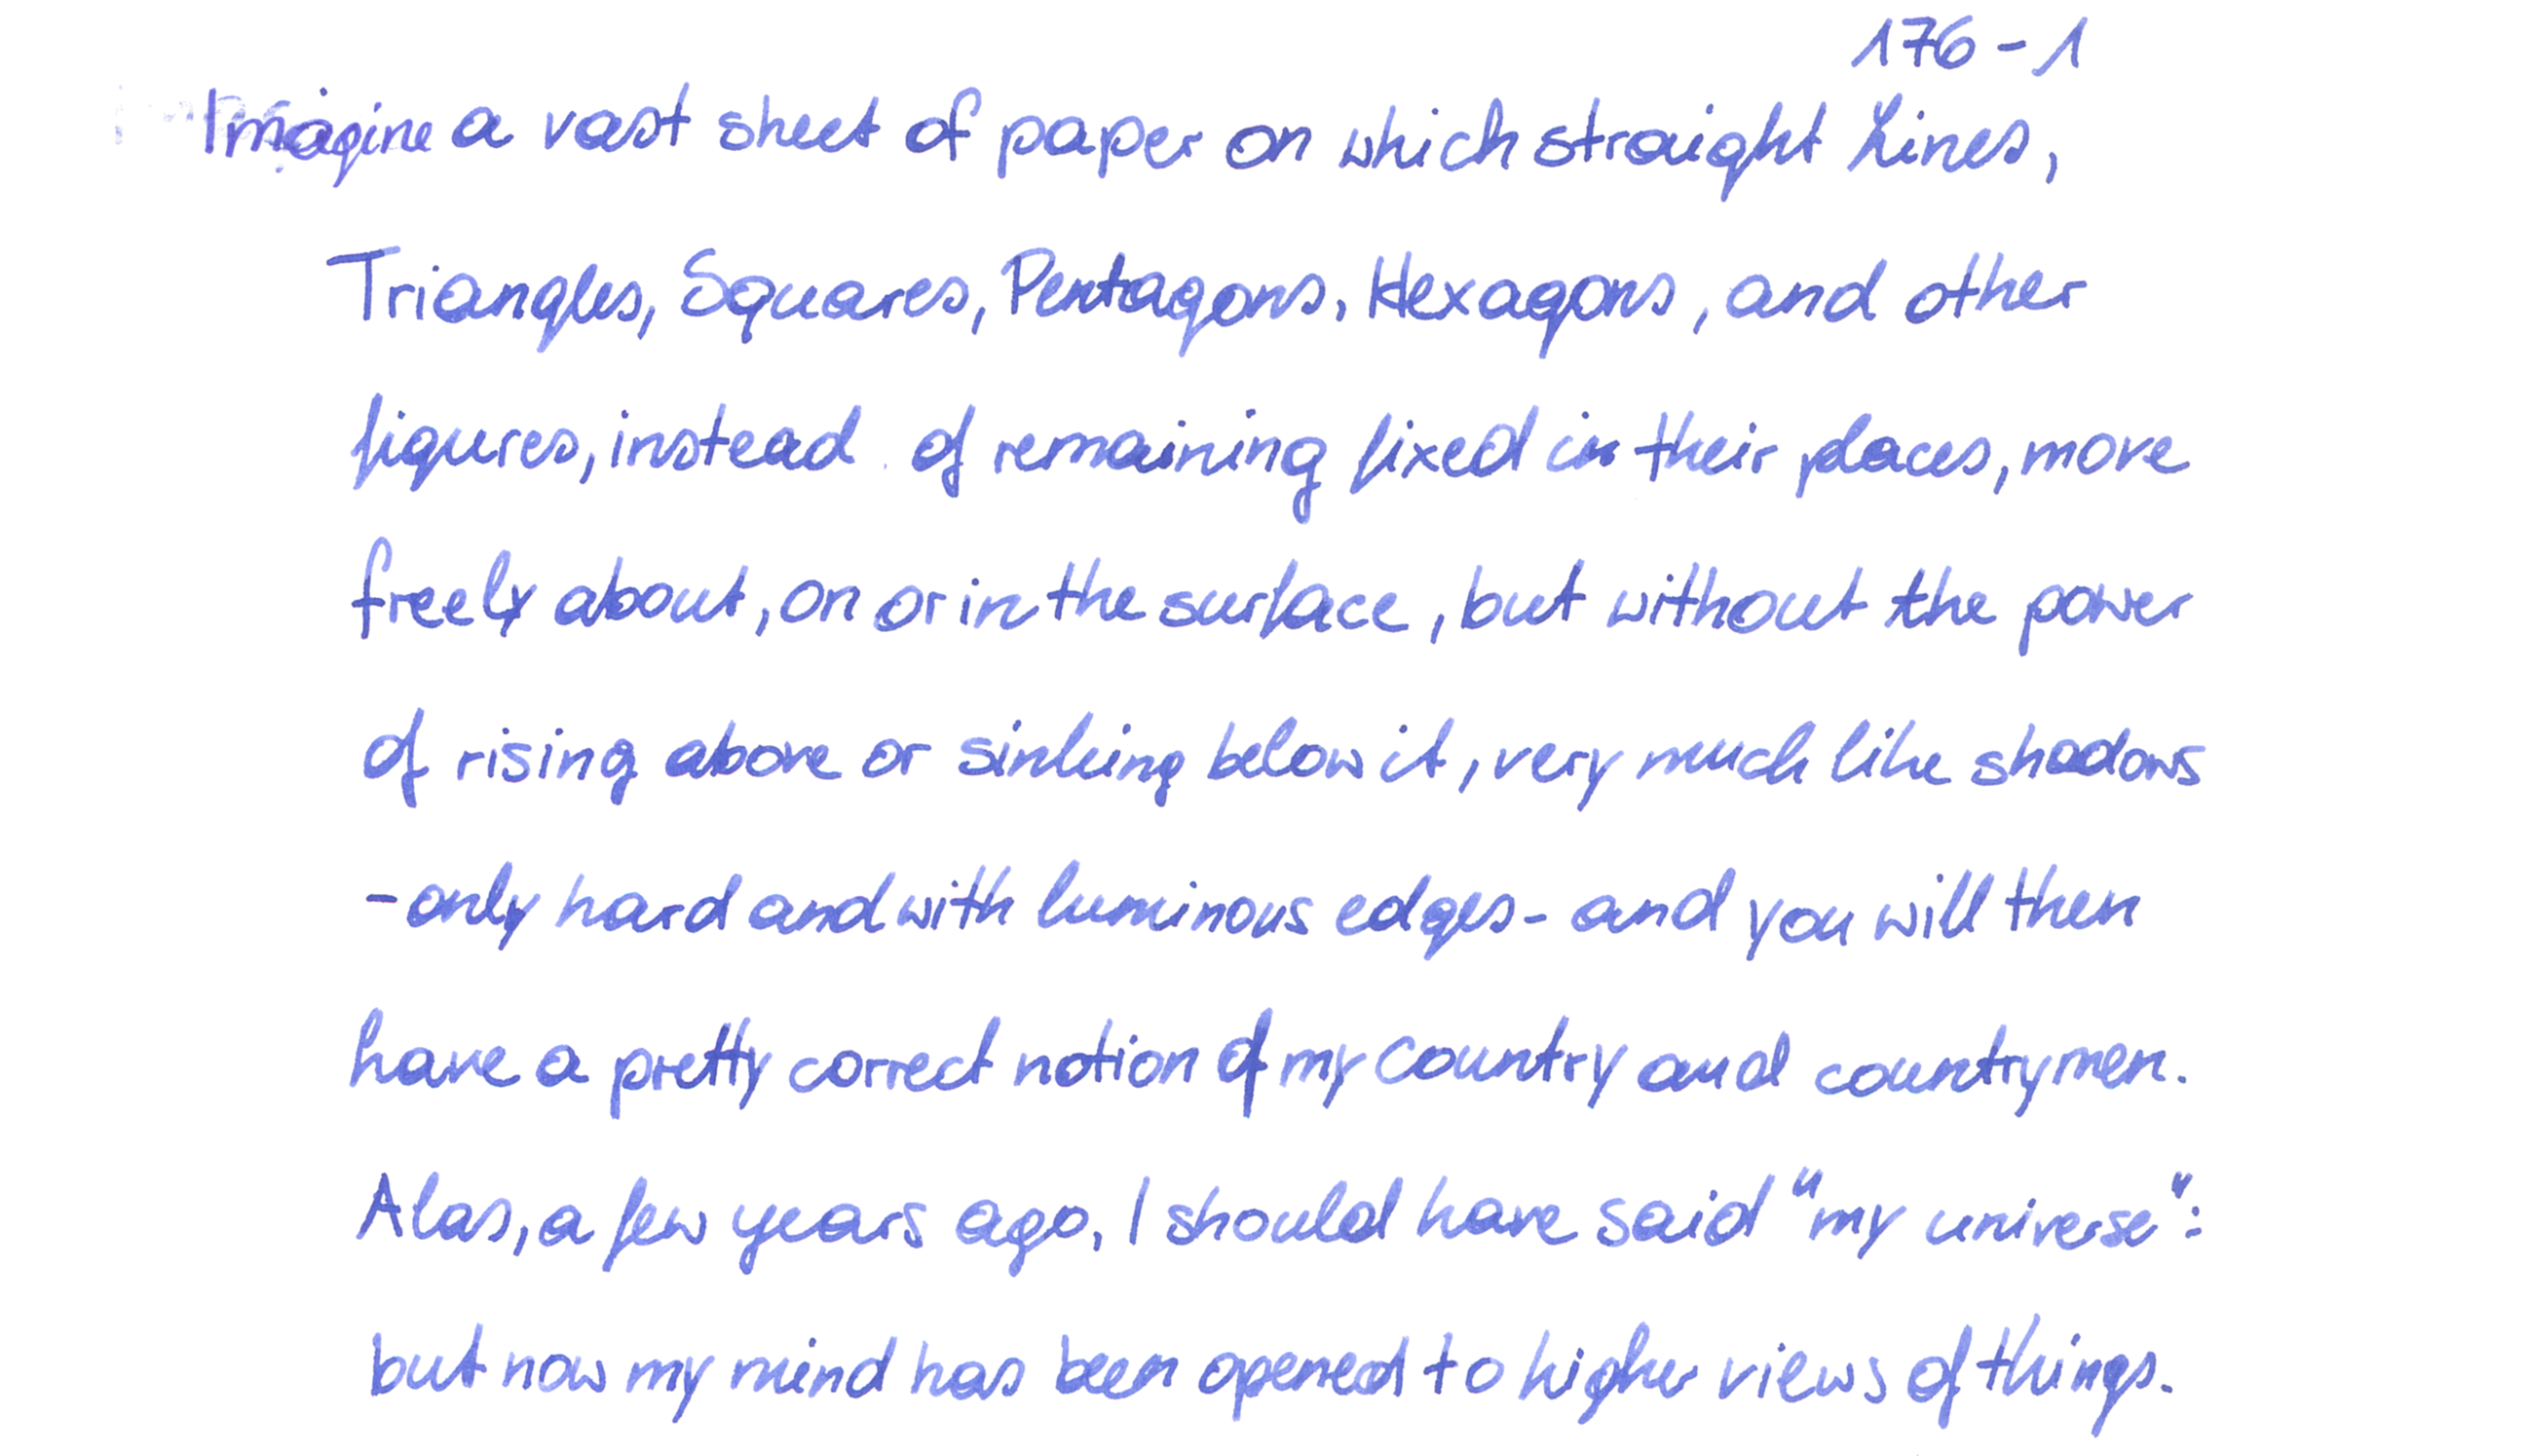 176-1
Imagine a vast sheet of paper on which straight Lines,
Triangles, Squares, Pentagons, Hexagons, and other
figures, instead of remaining fixed in their places, move
freely about, on or in the surface, but without the power
of rising above or sinking below it, very much like shadows
-only hard and with luminous edges- and you will then
have a pretty correct notion of my country and countrymen.
Alas, a few years ago, I should have said "my universe":
but now my mind has been opened to higher views of things.